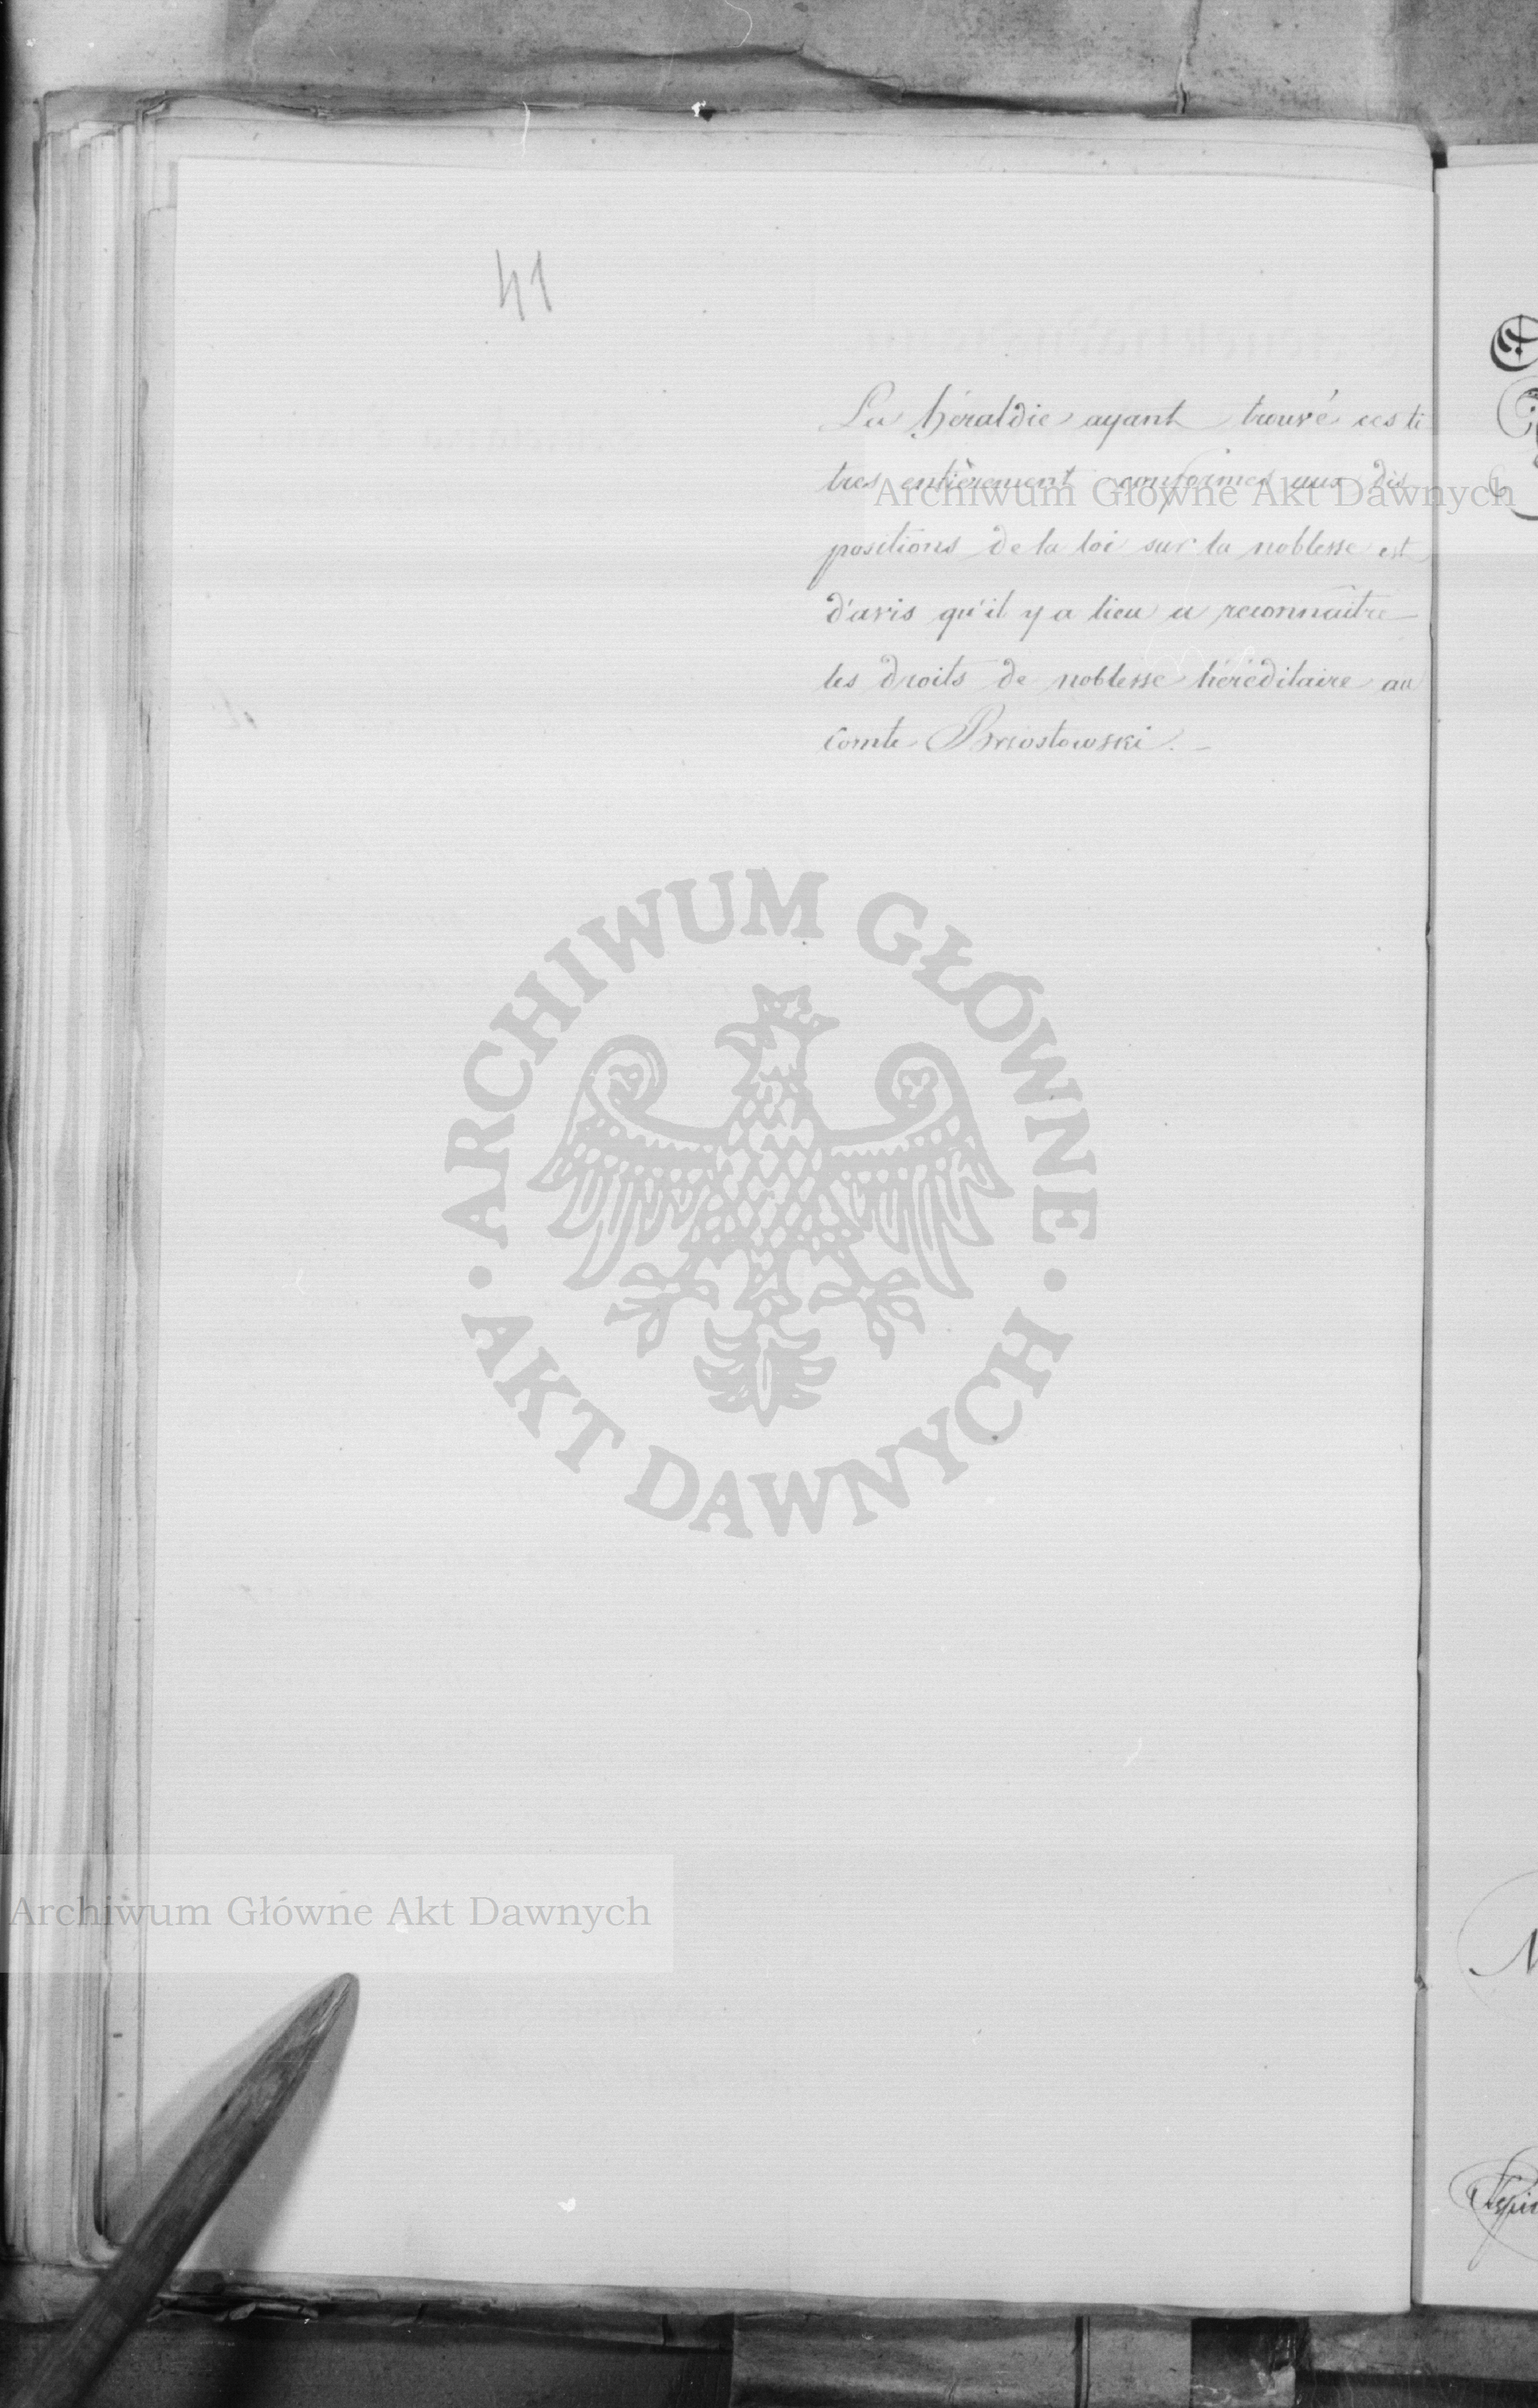 41
La héraldie ayant trouvé ces ti
tres entièrement conformes aux dis
positions de la loi sur la noblesse est
d'avis qu'il y a lieu a reconnaître
les droits de noblesse héréditaire au
comte Brzostowski. -
Archiwum Główne Akt Dawnych
ARCHIWUM GŁÓWNE
AKT DAWNYCH
Archiwum Główne Akt Dawnych